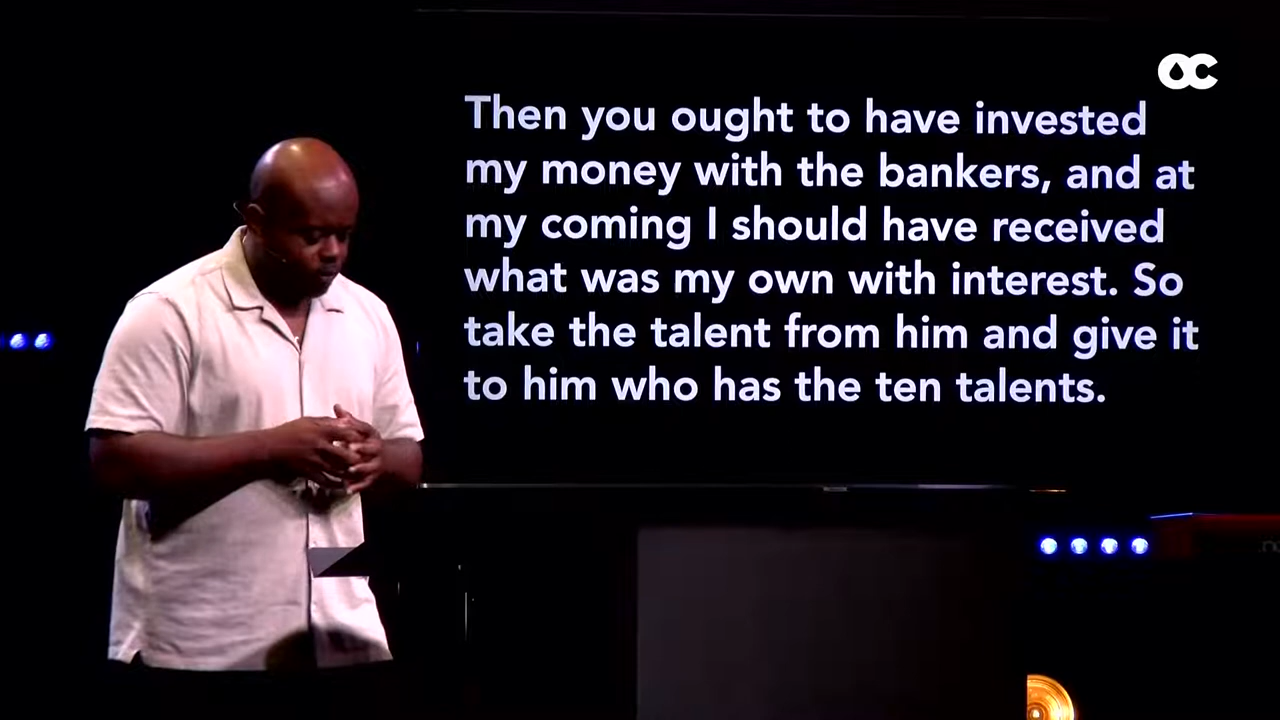 OC
Then you ought to have invested
my money with the bankers, and at
my coming I should have received
what was my own with interest. So
take the talent from him and give it
to him who has the ten talents.